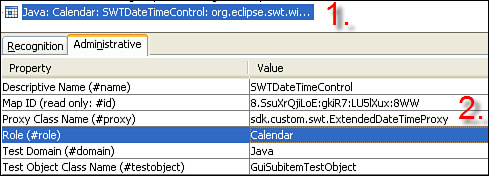 Java: Calendar: SWTDateTimeControl: org.eclipse.swt.wi...
1.
Recognition Administrative
Property Value
Descriptive Name (#name) SWTDateTimeControl
Map ID (read only: #id) 8.SsuXrQjiLoE:gkiR7:LU5lXux:8WW
Proxy Class Name (#proxy) sdk.custom.swt.ExtendedDateTimeProxy
2.
Role (#role) Calendar
Test Domain (#domain) Java
Test Object Class Name (#testobject) GuiSubitemTestObject